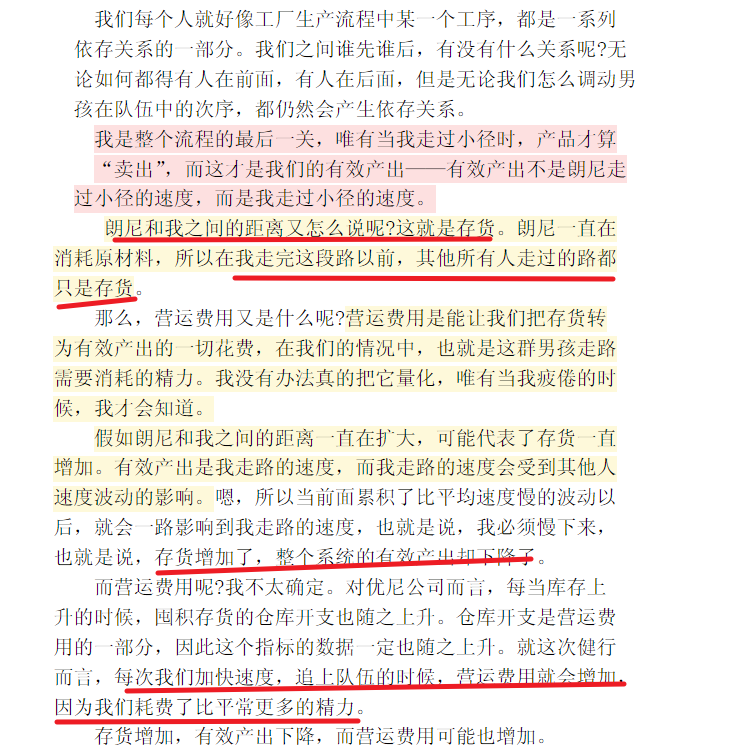 我们每个人就好像工厂生产流程中某一个工序，都是一系列
依存关系的一部分。我们之间谁先谁后，有没有什么关系呢?无
论如何都得有人在前面，有人在后面，但是无论我们怎么调动男
孩在队伍中的次序，都仍然会产生依存关系。
我是整个流程的最后一关，唯有当我走过小径时，产品才算
“卖出”，而这才是我们的有效产出——有效产出不是朗尼走
过小径的速度，而是我走过小径的速度。
朗尼和我之间的距离又怎么说呢?这就是存货。朗尼一直在
消耗原材料，所以在我走完这段路以前，其他所有人走过的路都
只是存货。
那么，营运费用又是什么呢?营运费用是能让我们把存货转
为有效产出的一切花费，在我们的情况中，也就是这群男孩走路
需要消耗的精力。我没有办法真的把它量化，唯有当我疲倦的时
候，我才会知道。
假如朗尼和我之间的距离一直在扩大，可能代表了存货一直
增加。有效产出是我走路的速度，而我走路的速度会受到其他人
速度波动的影响。嗯，所以当前面累积了比平均速度慢的波动以
后，就会一路影响到我走路的速度，也就是说，我必须慢下来，
也就是说，存货增加了，整个系统的有效产出却下降了。
而营运费用呢?我不太确定。对优尼公司而言，每当库存上
升的时候，囤积存货的仓库开支也随之上升。仓库开支是营运费
用的一部分，因此这个指标的数据一定也随之上升。就这次健行
而言，每次我们加快速度，追上队伍的时候，营运费用就会增加，
因为我们耗费了比平常更多的精力。
存货增加，有效产出下降，而营运费用可能也增加。